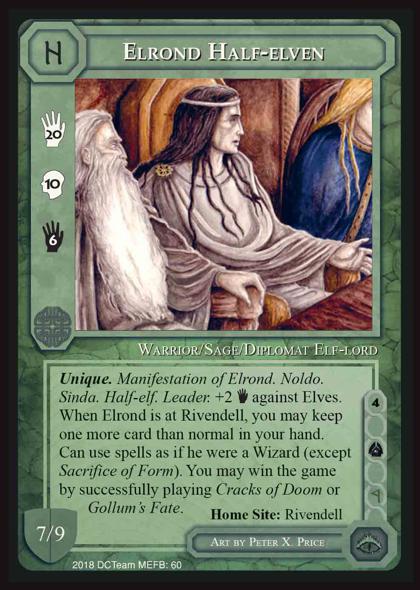 Elrond Half-elven
20
10
6
Warrior/Sage/Diplomat Elf-lord
Unique. Manifestation of Elrond. Noldo.
Sinda. Half-elf. Leader. +2 against Elves.
When Elrond is at Rivendell, you may keep
one more card than normal in your hand.
Can use spells as if he were a Wizard (except
Sacrifice of Form). You may win the game
by successfully playing Cracks of Doom or
Gollum's Fate.
Home Site: Rivendell
4
7/9
Art by Peter X. Price
2018 DCTeam MEFB: 60